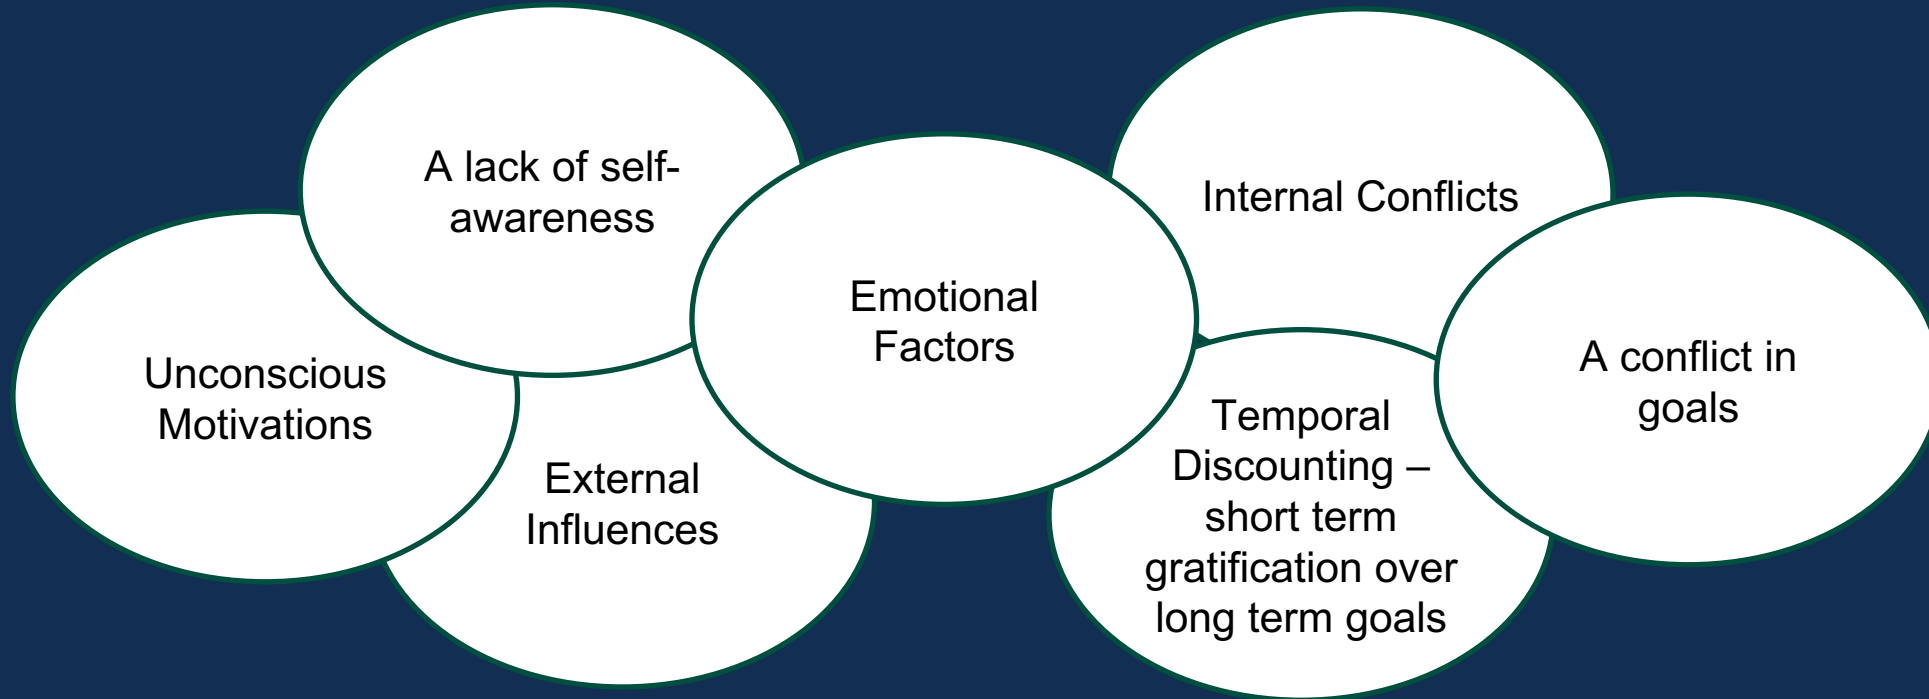 A lack of self-
awareness
Internal Conflicts
Emotional
Factors
Unconscious
Motivations
A conflict in
goals
External
Influences
Temporal
Discounting –
short term
gratification over
long term goals